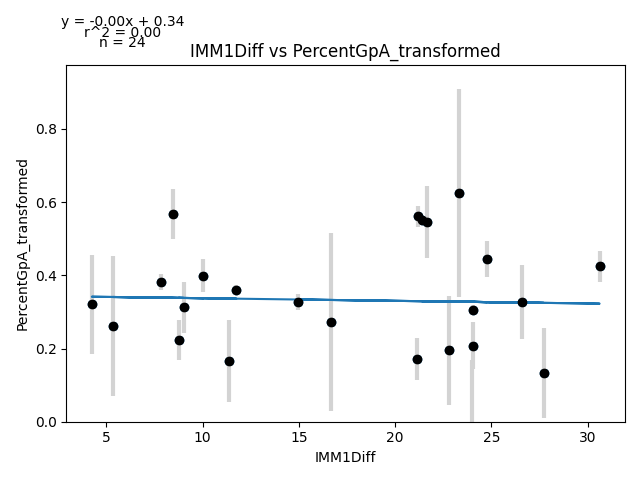 y = -0.00x + 0.34
r^2 = 0.00
n = 24
IMM1Diff vs PercentGpA_transformed
PercentGpA_transformed
0.8
0.6
0.4
0.2
0.0
5 10 15 20 25 30
IMM1Diff